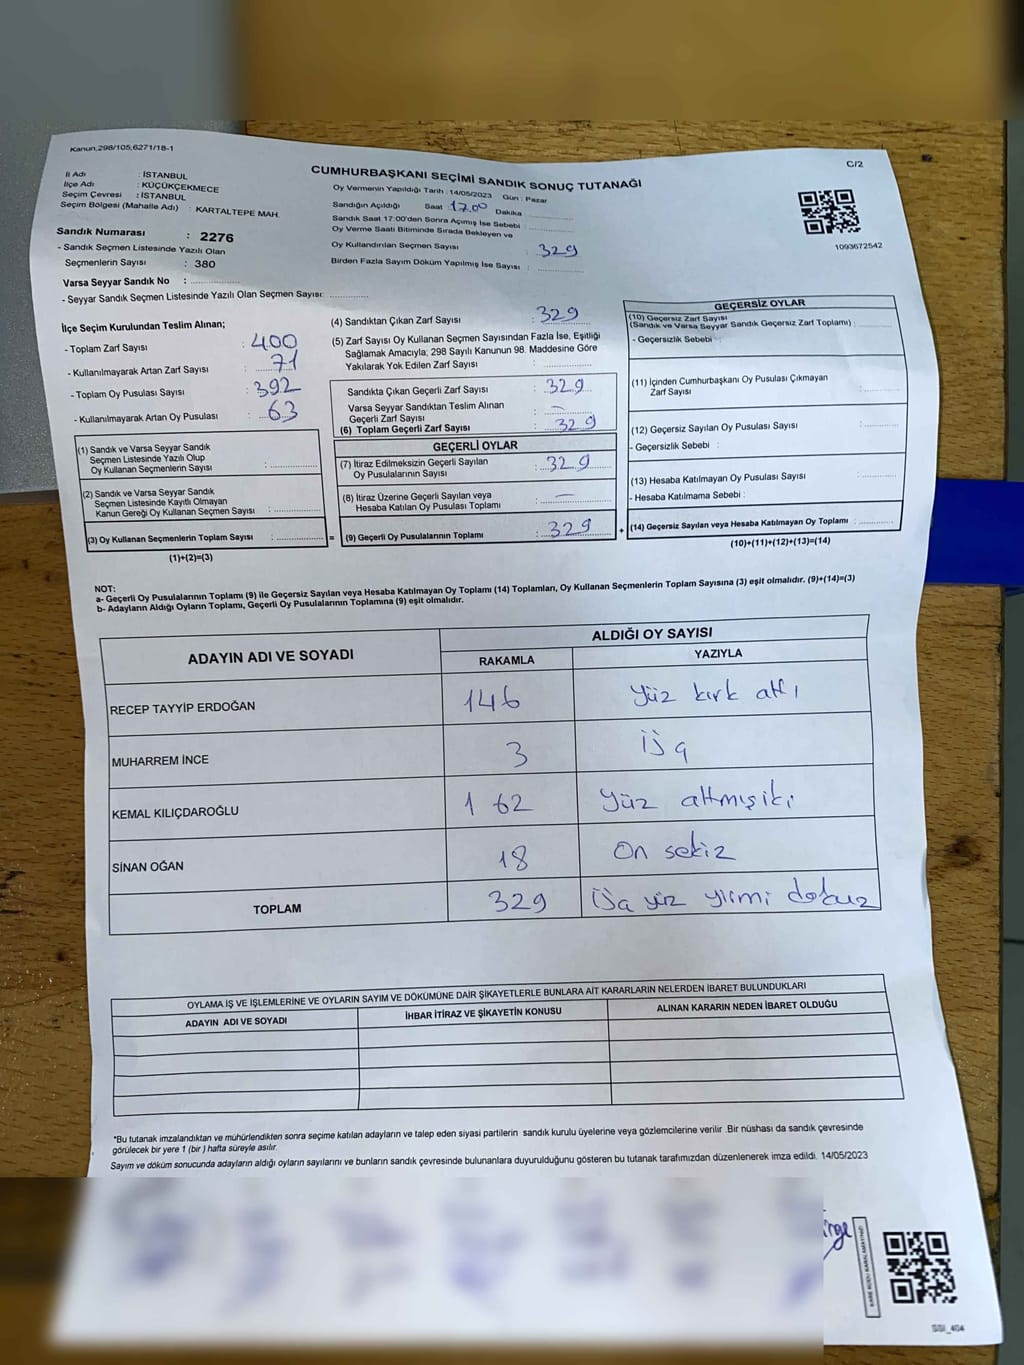 Kanun,298/105,6271/18-1
C/2
CUMHURBAŞKANI SEÇİMİ SANDIK SONUÇ TUTANAĞI
İl Adı : İSTANBUL
İlçe Adı : KÜÇÜKÇEKMECE
Seçim Çevresi : İSTANBUL
Seçim Bölgesi (Mahalle Adı) : KARTALTEPE MAH.
Sandık Numarası : 2276
- Sandık Seçmen Listesinde Yazılı Olan
Seçmenlerin Sayısı : 380
Varsa Seyyar Sandık No : ..............
- Seyyar Sandık Seçmen Listesinde Yazılı Olan Seçmen Sayısı: ..............
Oy Vermenin Yapıldığı Tarih : 14/05/2023 Gün : Pazar
Sandığın Açıldığı Saat 17.00 Dakika ..............
Sandık Saat 17:00'den Sonra Açımış İse Sebebi : ..............
Oy Verme Saati Bitiminde Sırada Bekleyen ve
Oy Kullandırılan Seçmen Sayısı : 329
Birden Fazla Sayım Döküm Yapılmış İse Sayısı : ..............
1093672542
İlçe Seçim Kurulundan Teslim Alınan;
- Toplam Zarf Sayısı : 400
- Kullanılmayarak Artan Zarf Sayısı : 71
- Toplam Oy Pusulası Sayısı : 392
- Kullanılmayarak Artan Oy Pusulası : 63
(1) Sandık ve Varsa Seyyar Sandık
Seçmen Listesinde Yazılı Olup
Oy Kullanan Seçmenlerin Sayısı : ..............
(2) Sandık ve Varsa Seyyar Sandık
Seçmen Listesinde Kayıtlı Olmayan
Kanun Gereği Oy Kullanan Seçmen Sayısı : ..............
(3) Oy Kullanan Seçmenlerin Toplam Sayısı : .............. =
(1)+(2)=(3)
(4) Sandıktan Çıkan Zarf Sayısı : 329
(5) Zarf Sayısı Oy Kullanan Seçmen Sayısından Fazla İse, Eşitliği
Sağlamak Amacıyla; 298 Sayılı Kanunun 98. Maddesine Göre
Yakılarak Yok Edilen Zarf Sayısı : ..............
Sandıkta Çıkan Geçerli Zarf Sayısı : 329
Varsa Seyyar Sandıktan Teslim Alınan
Geçerli Zarf Sayısı : —
(6) Toplam Geçerli Zarf Sayısı : 329
GEÇERLİ OYLAR
(7) İtiraz Edilmeksizin Geçerli Sayılan
Oy Pusulalarının Sayısı : 329
(8) İtiraz Üzerine Geçerli Sayılan veya
Hesaba Katılan Oy Pusulası Toplamı : —
(9) Geçerli Oy Pusulalarının Toplamı : 329 +
GEÇERSİZ OYLAR
(10) Geçersiz Zarf Sayısı
(Sandık ve Varsa Seyyar Sandık Geçersiz Zarf Toplamı) : ..............
- Geçersizlik Sebebi :
(11) İçinden Cumhurbaşkanı Oy Pusulası Çıkmayan
Zarf Sayısı : ..............
(12) Geçersiz Sayılan Oy Pusulası Sayısı : ..............
- Geçersizlik Sebebi :
(13) Hesaba Katılmayan Oy Pusulası Sayısı : ..............
- Hesaba Katılmama Sebebi :
(14) Geçersiz Sayılan veya Hesaba Katılmayan Oy Toplamı : ..............
(10)+(11)+(12)+(13)=(14)
NOT:
a- Geçerli Oy Pusulalarının Toplamı (9) ile Geçersiz Sayılan veya Hesaba Katılmayan Oy Toplamı (14) Toplamları, Oy Kullanan Seçmenlerin Toplam Sayısına (3) eşit olmalıdır. (9)+(14)=(3)
b- Adayların Aldığı Oyların Toplamı, Geçerli Oy Pusulalarının Toplamına (9) eşit olmalıdır.
ADAYIN ADI VE SOYADI
ALDIĞI OY SAYISI
RAKAMLA YAZIYLA
RECEP TAYYİP ERDOĞAN 146 Yüz kırk altı
MUHARREM İNCE 3 üç
KEMAL KILIÇDAROĞLU 162 Yüz altmışiki
SİNAN OĞAN 18 On sekiz
TOPLAM 329 Üç yüz yirmi dokuz
OYLAMA İŞ VE İŞLEMLERİNE VE OYLARIN SAYIM VE DÖKÜMÜNE DAİR ŞİKAYETLERLE BUNLARA AİT KARARLARIN NELERDEN İBARET BULUNDUKLARI
ADAYIN ADI VE SOYADI İHBAR İTİRAZ VE ŞİKAYETİN KONUSU ALINAN KARARIN NEDEN İBARET OLDUĞU
*Bu tutanak imzalandıktan ve mühürlendikten sonra seçime katılan adayların ve talep eden siyasi partilerin sandık kurulu üyelerine veya gözlemcilerine verilir .Bir nüshası da sandık çevresinde
görülecek bir yere 1 (bir ) hafta süreyle asılır.
Sayım ve döküm sonucunda adayların aldığı oyların sayılarını ve bunların sandık çevresinde bulunanlara duyurulduğunu gösteren bu tutanak tarafımızdan düzenlenerek imza edildi. 14/05/2023
SSI_404